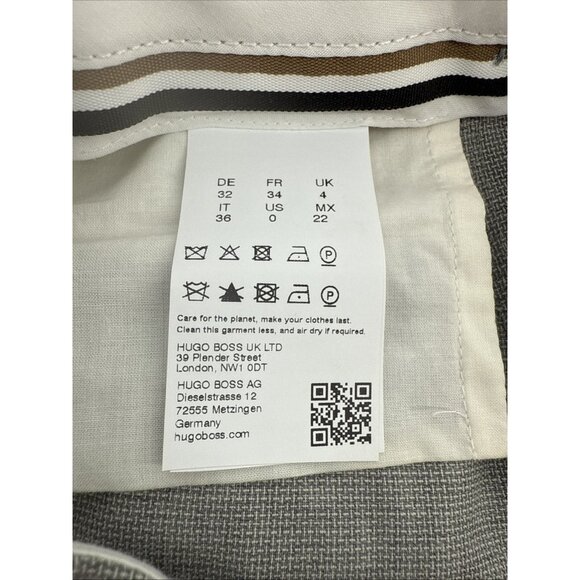 DE FR UK
32 34 4
IT US MX
36 0 22
P
P
Care for the planet, make your clothes last.
Clean this garment less, and air dry if required.
HUGO BOSS UK LTD
39 Plender Street
London, NW1 0DT
HUGO BOSS AG
Dieselstrasse 12
72555 Metzingen
Germany
hugoboss.com